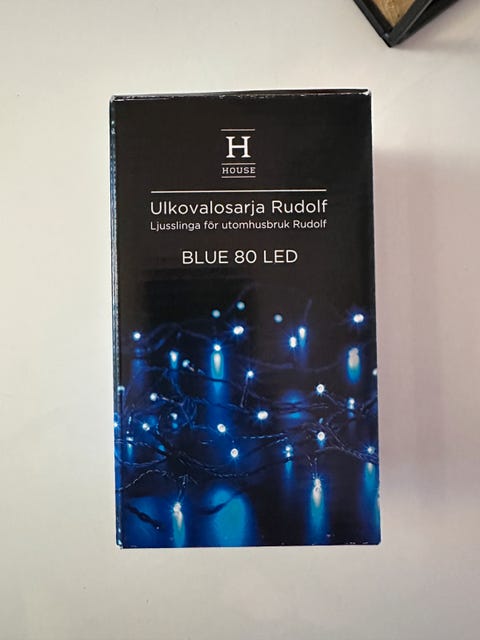 H
HOUSE
Ulkovalosarja Rudolf
Ljusslinga för utomhusbruk Rudolf
BLUE 80 LED